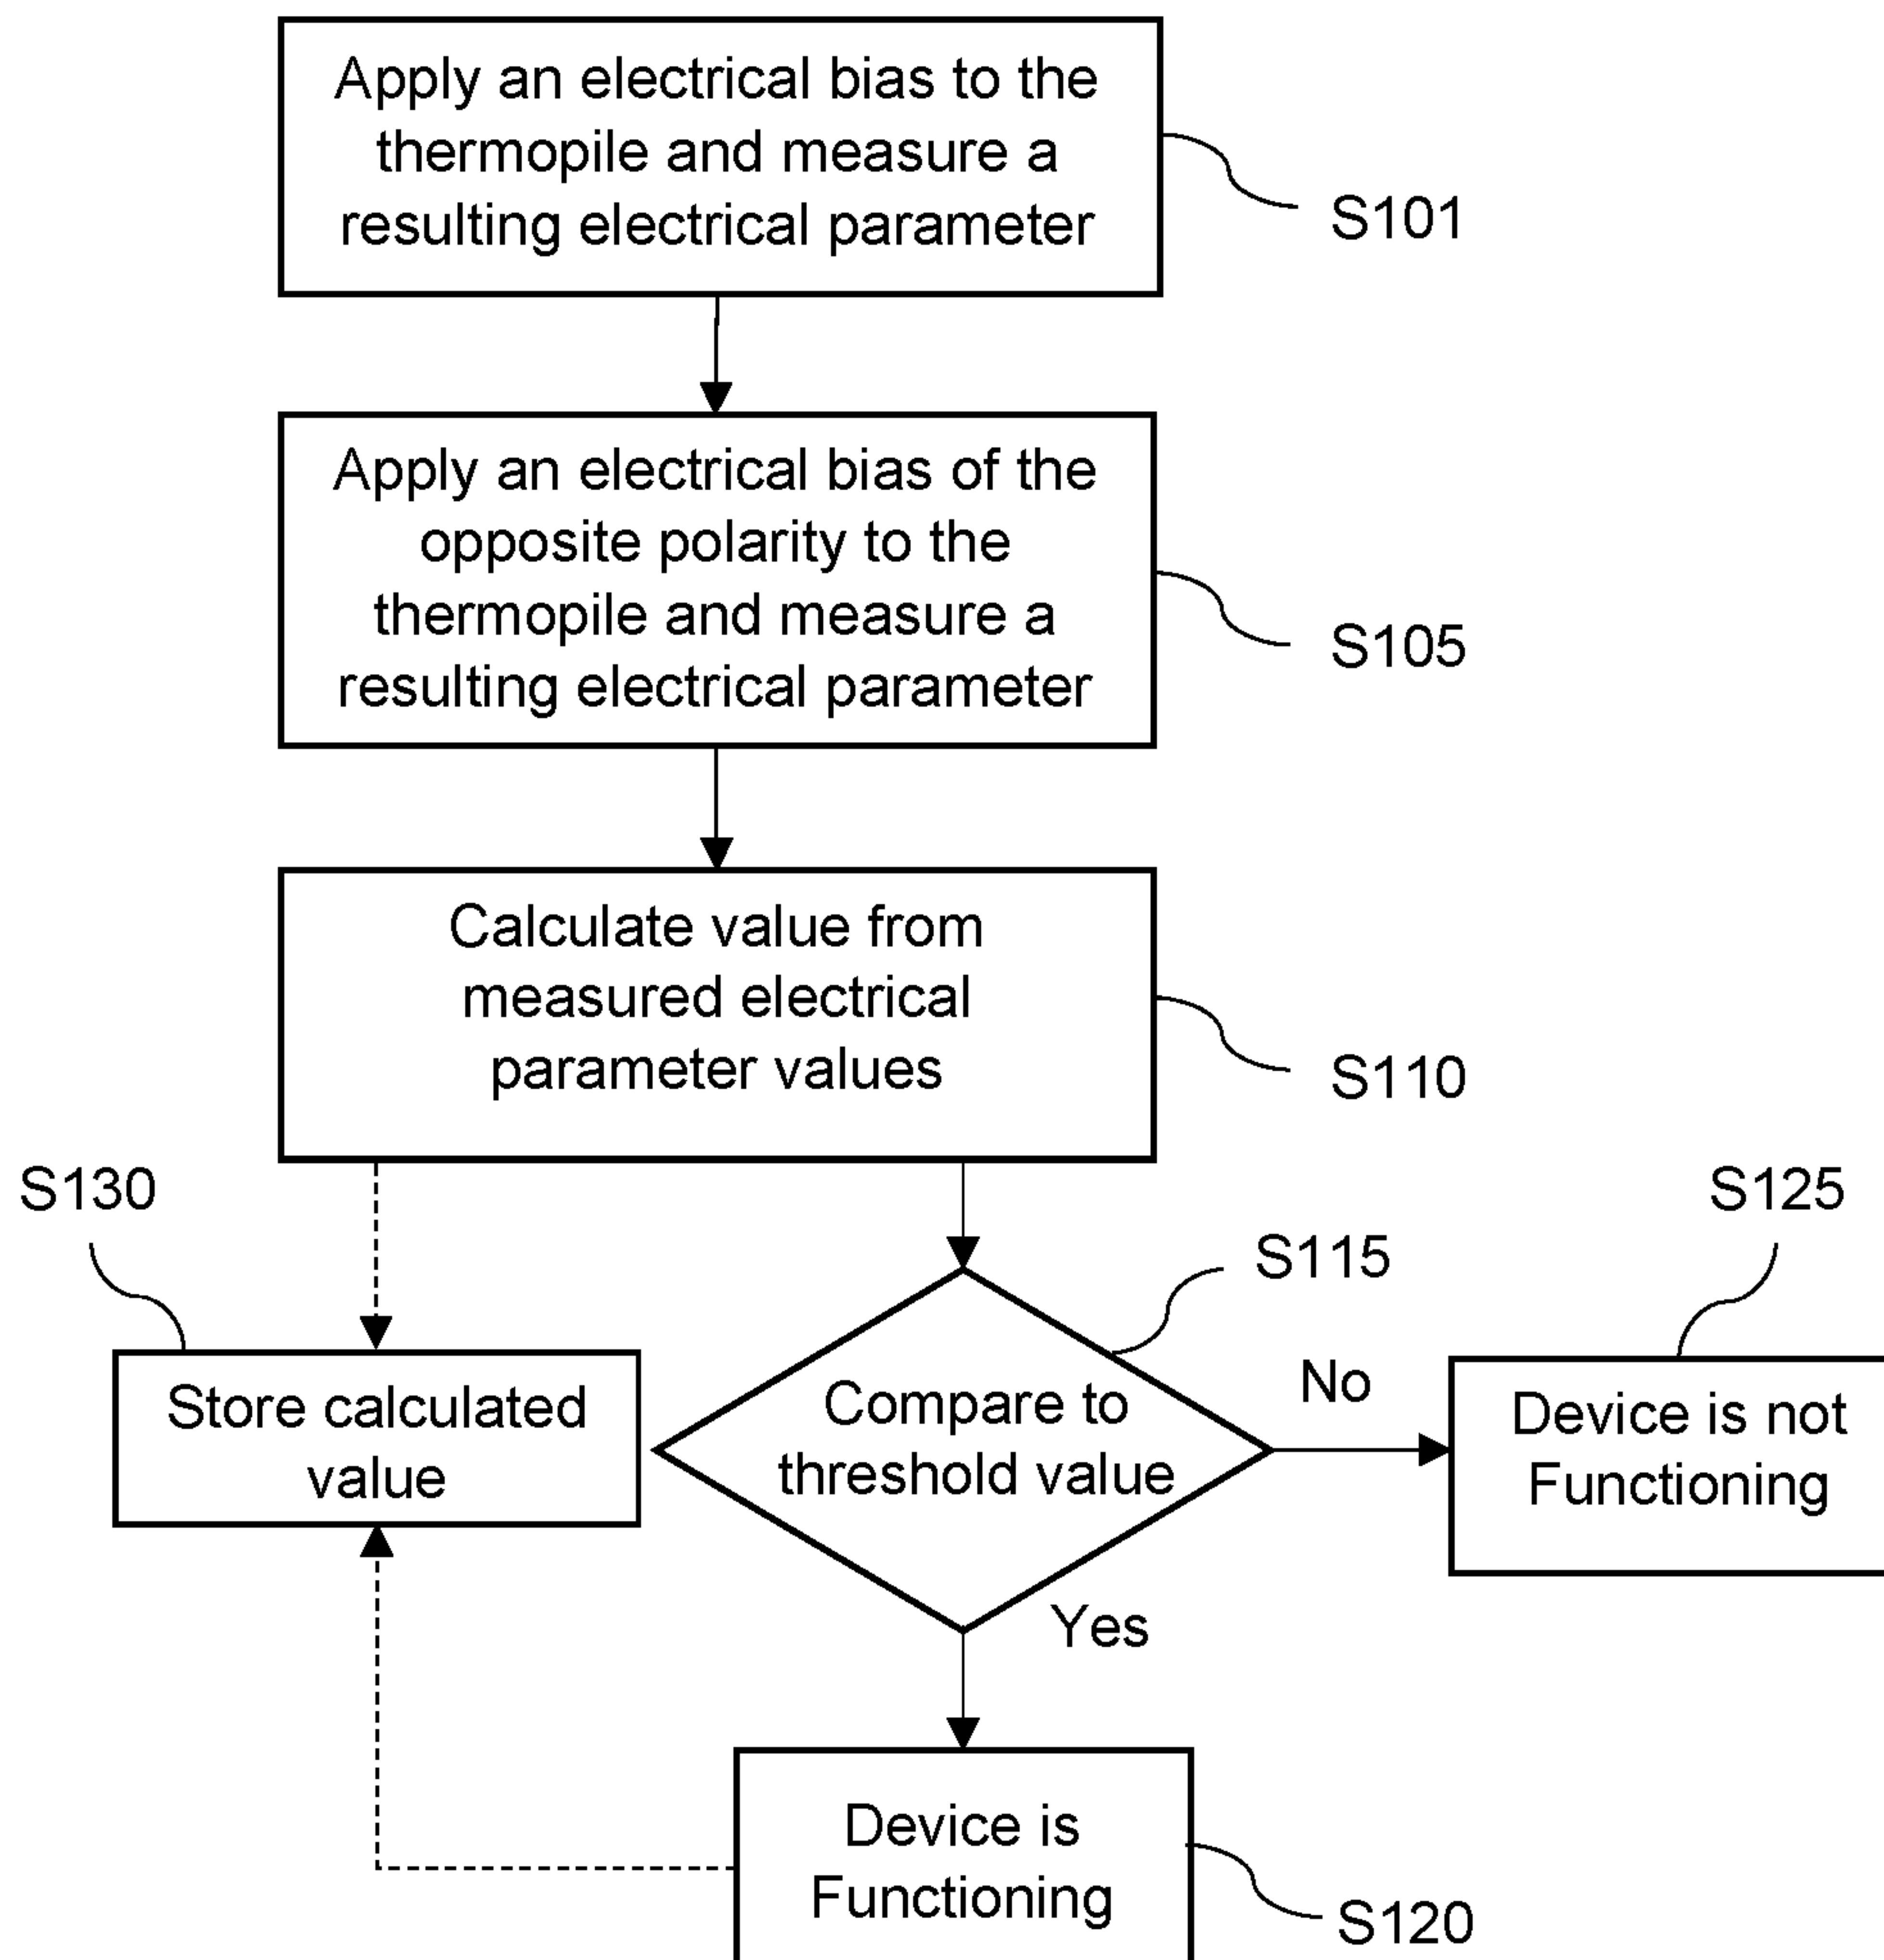 Apply an electrical bias to the
thermopile and measure a
resulting electrical parameter
S101
Apply an electrical bias of the
opposite polarity to the
thermopile and measure a
resulting electrical parameter
S105
Calculate value from
measured electrical
parameter values
S110
S130
S125
S115
Store calculated
value
Compare to
threshold value
No
Device is not
Functioning
Yes
Device is
Functioning
S120